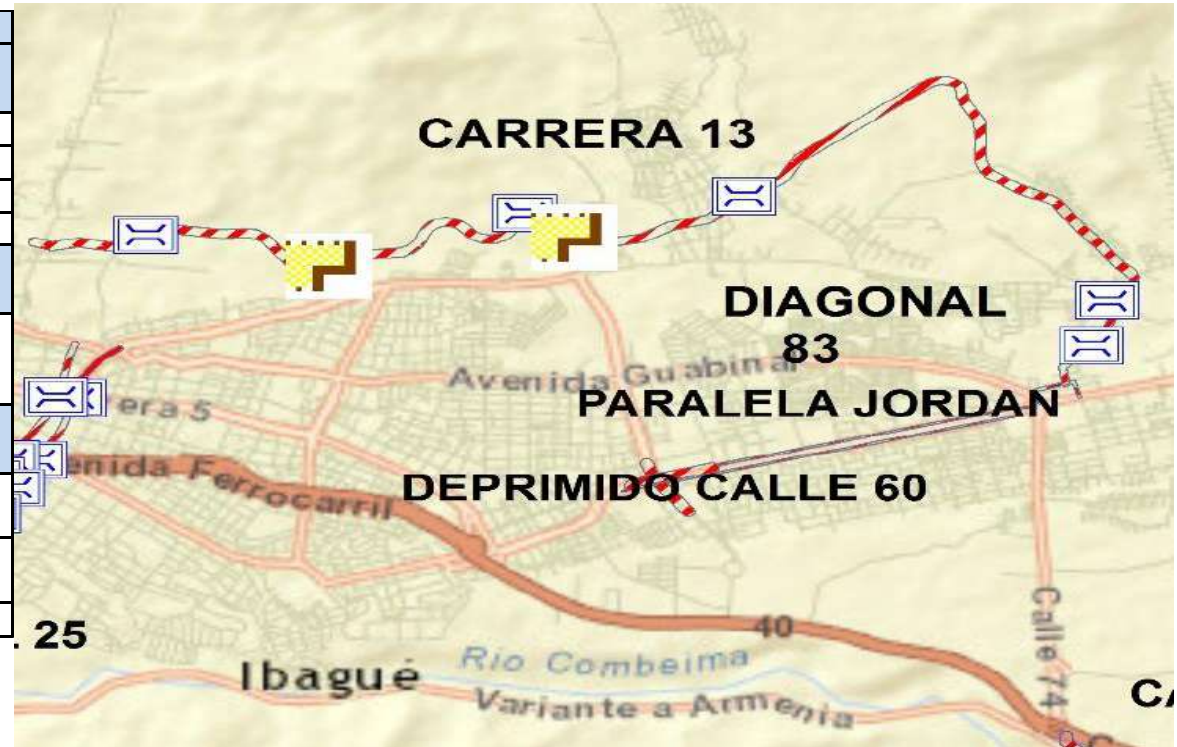 CARRERA 13
DIAGONAL
83
Avenida Guabinal
PARALELA JORDAN
era 5
enida Ferrocarril
DEPRIMIDO CALLE 60
40
Calle 74
. 25
Rio Combeima
Ibagué
Variante a Armenia
CA
C